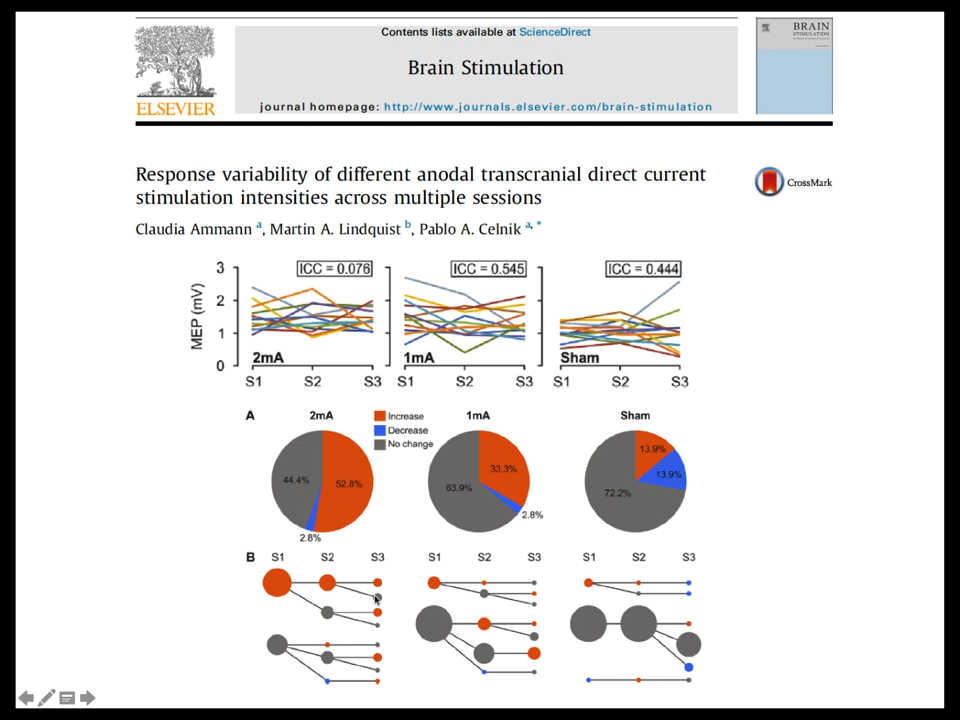 Contents lists available at ScienceDirect
BRAIN
STIMULATION
Brain Stimulation
ELSEVIER
journal homepage: http://www.journals.elsevier.com/brain-stimulation
Response variability of different anodal transcranial direct current
stimulation intensities across multiple sessions
CrossMark
Claudia Ammann a, Martin A. Lindquist b, Pablo A. Celnik a, *
MEP (mV)
3
2
1
0
ICC = 0.076
2mA
S1 S2 S3
ICC = 0.545
1mA
S1 S2 S3
ICC = 0.444
Sham
S1 S2 S3
A
2mA
44.4%
52.8%
2.8%
Increase
Decrease
No change
1mA
33.3%
63.9%
2.8%
Sham
13.9%
13.9%
72.2%
B
S1 S2 S3
S1 S2 S3
S1 S2 S3